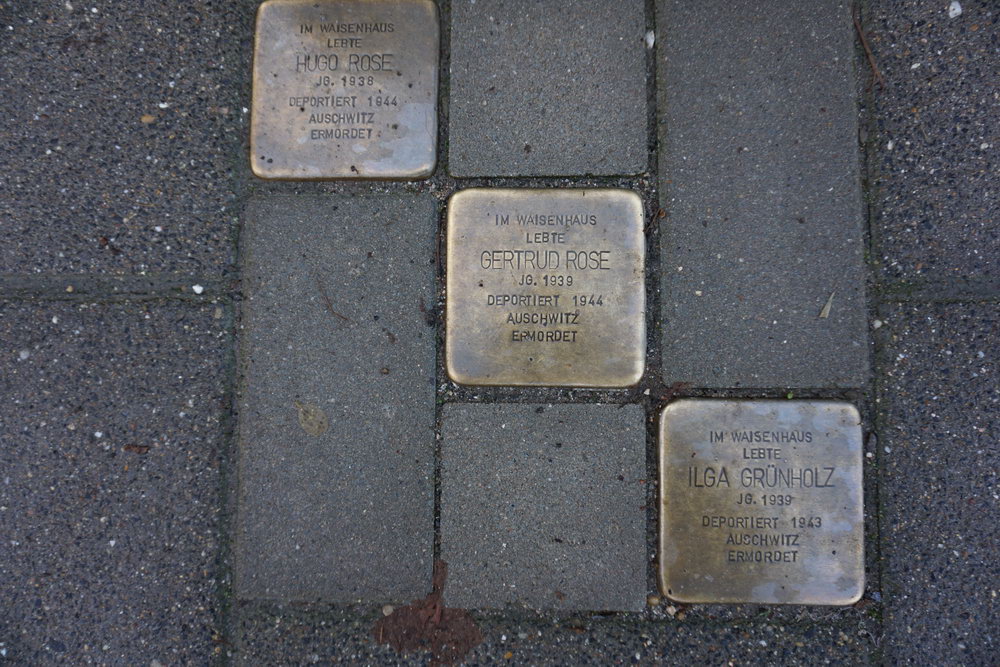 IM WAISENHAUS
LEBTE
HUGO ROSE
JG. 1938
DEPORTIERT 1944
AUSCHWITZ
ERMORDET
IM WAISENHAUS
LEBTE
GERTRUD ROSE
JG. 1939
DEPORTIERT 1944
AUSCHWITZ
ERMORDET
IM WAISENHAUS
LEBTE
ILGA GRÜNHOLZ
JG. 1939
DEPORTIERT 1943
AUSCHWITZ
ERMORDET